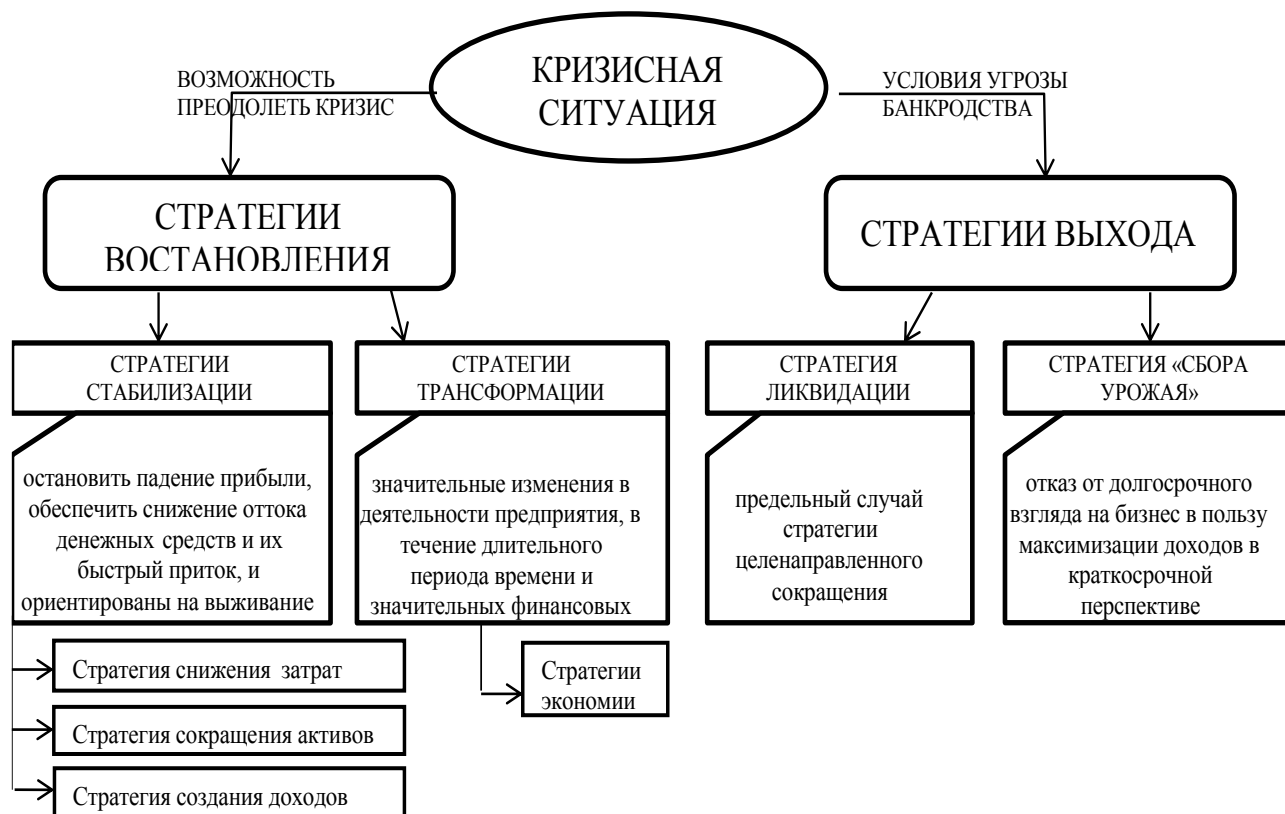 КРИЗИСНАЯ
СИТУАЦИЯ
ВОЗМОЖНОСТЬ
ПРЕОДОЛЕТЬ КРИЗИС
УСЛОВИЯ УГРОЗЫ
БАНКРОДСТВА
СТРАТЕГИИ
ВОСТАНОВЛЕНИЯ
СТРАТЕГИИ ВЫХОДА
СТРАТЕГИИ
СТАБИЛИЗАЦИИ
остановить падение прибыли,
обеспечить снижение оттока
денежных средств и их
быстрый приток, и
ориентированы на выживание
Стратегия снижения затрат
Стратегия сокращения активов
Стратегия создания доходов
СТРАТЕГИИ
ТРАНСФОРМАЦИИ
значительные изменения в
деятельности предприятия, в
течение длительного
периода времени и
значительных финансовых
Стратегии
экономии
СТРАТЕГИЯ
ЛИКВИДАЦИИ
предельный случай
стратегии
целенаправленного
сокращения
СТРАТЕГИЯ «СБОРА
УРОЖАЯ»
отказ от долгосрочного
взгляда на бизнес в пользу
максимизации доходов в
краткосрочной
перспективе